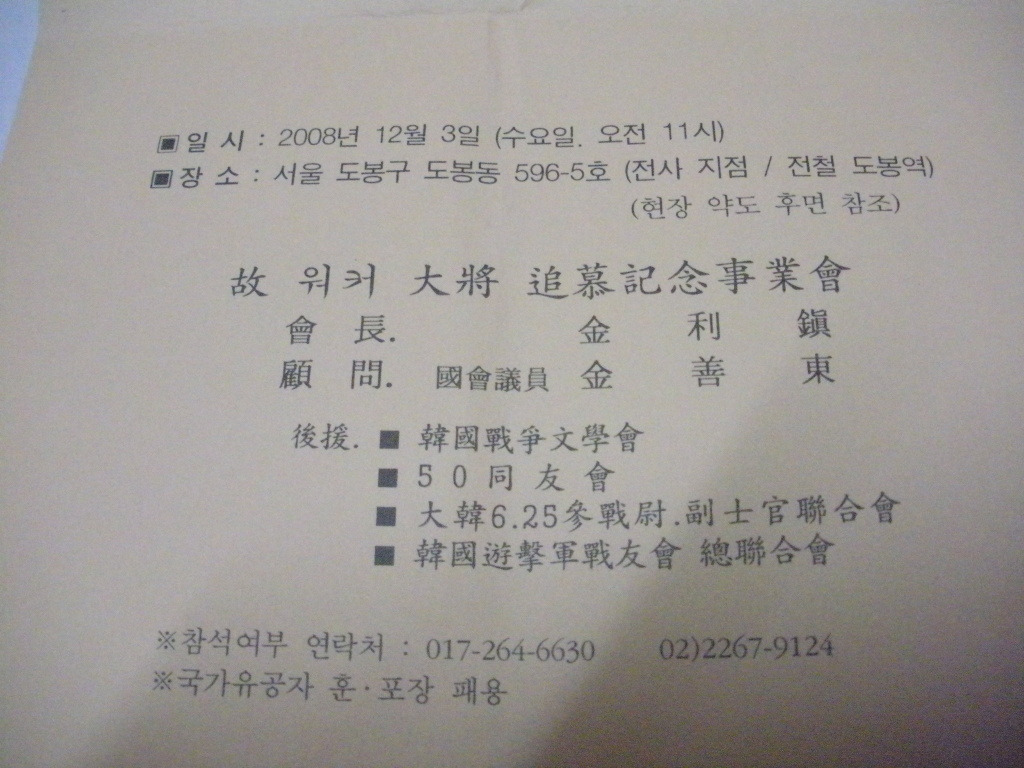 ▣ 일 시 : 2008년 12월 3일 (수요일. 오전 11시)
▣ 장 소 : 서울 도봉구 도봉동 596-5호 (전사 지점 / 전철 도봉역)
(현장 약도 후면 참조)
故 워커 大將 追慕記念事業會
會 長. 金 利 鎭
顧 問. 國會議員 金 善 東
後援. ■ 韓國戰爭文學會
■ 5 0 同 友 會
■ 大韓6.25參戰尉.副士官聯合會
■ 韓國遊擊軍戰友會 總聯合會
※참석여부 연락처 : 017-264-6630 02)2267-9124
※국가유공자 훈·포장 패용